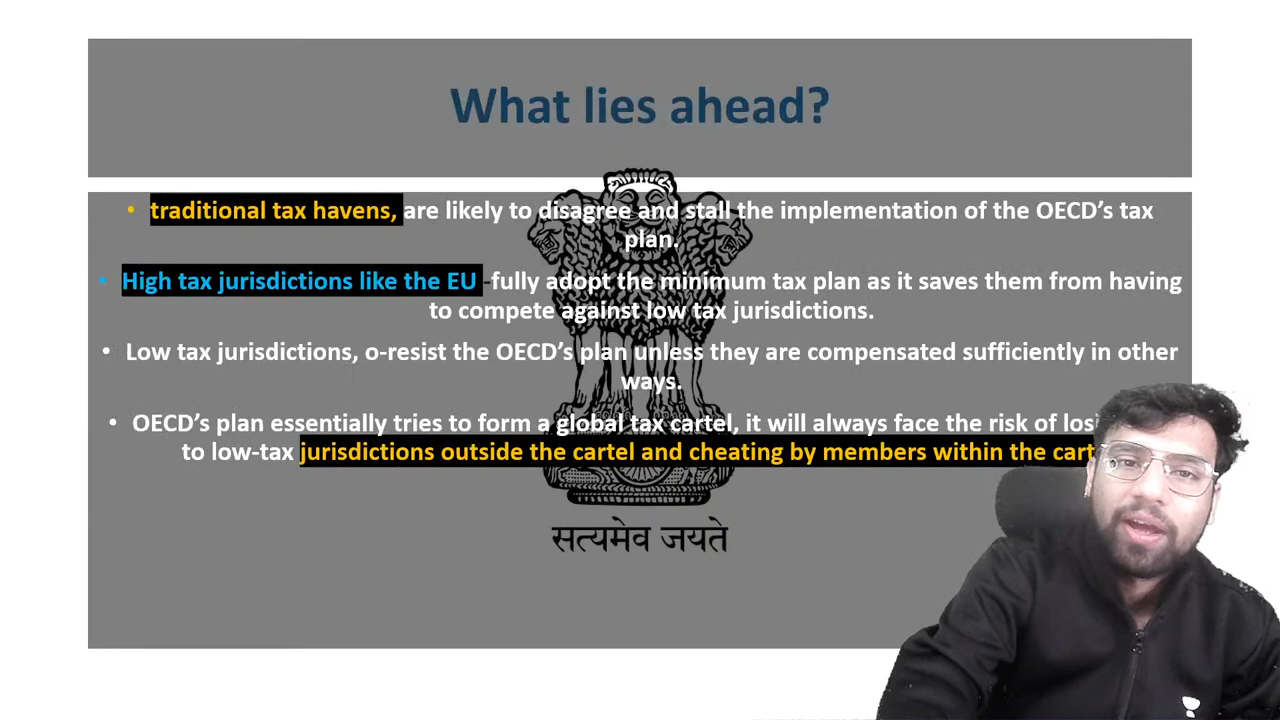 What lies ahead?
• traditional tax havens, are likely to disagree and stall the implementation of the OECD's tax
plan.
• High tax jurisdictions like the EU -fully adopt the minimum tax plan as it saves them from having
to compete against low tax jurisdictions.
• Low tax jurisdictions, o-resist the OECD's plan unless they are compensated sufficiently in other
ways.
• OECD's plan essentially tries to form a global tax cartel, it will always face the risk of
to low-tax jurisdictions outside the cartel and cheating by members within the
सत्यमेव जयते